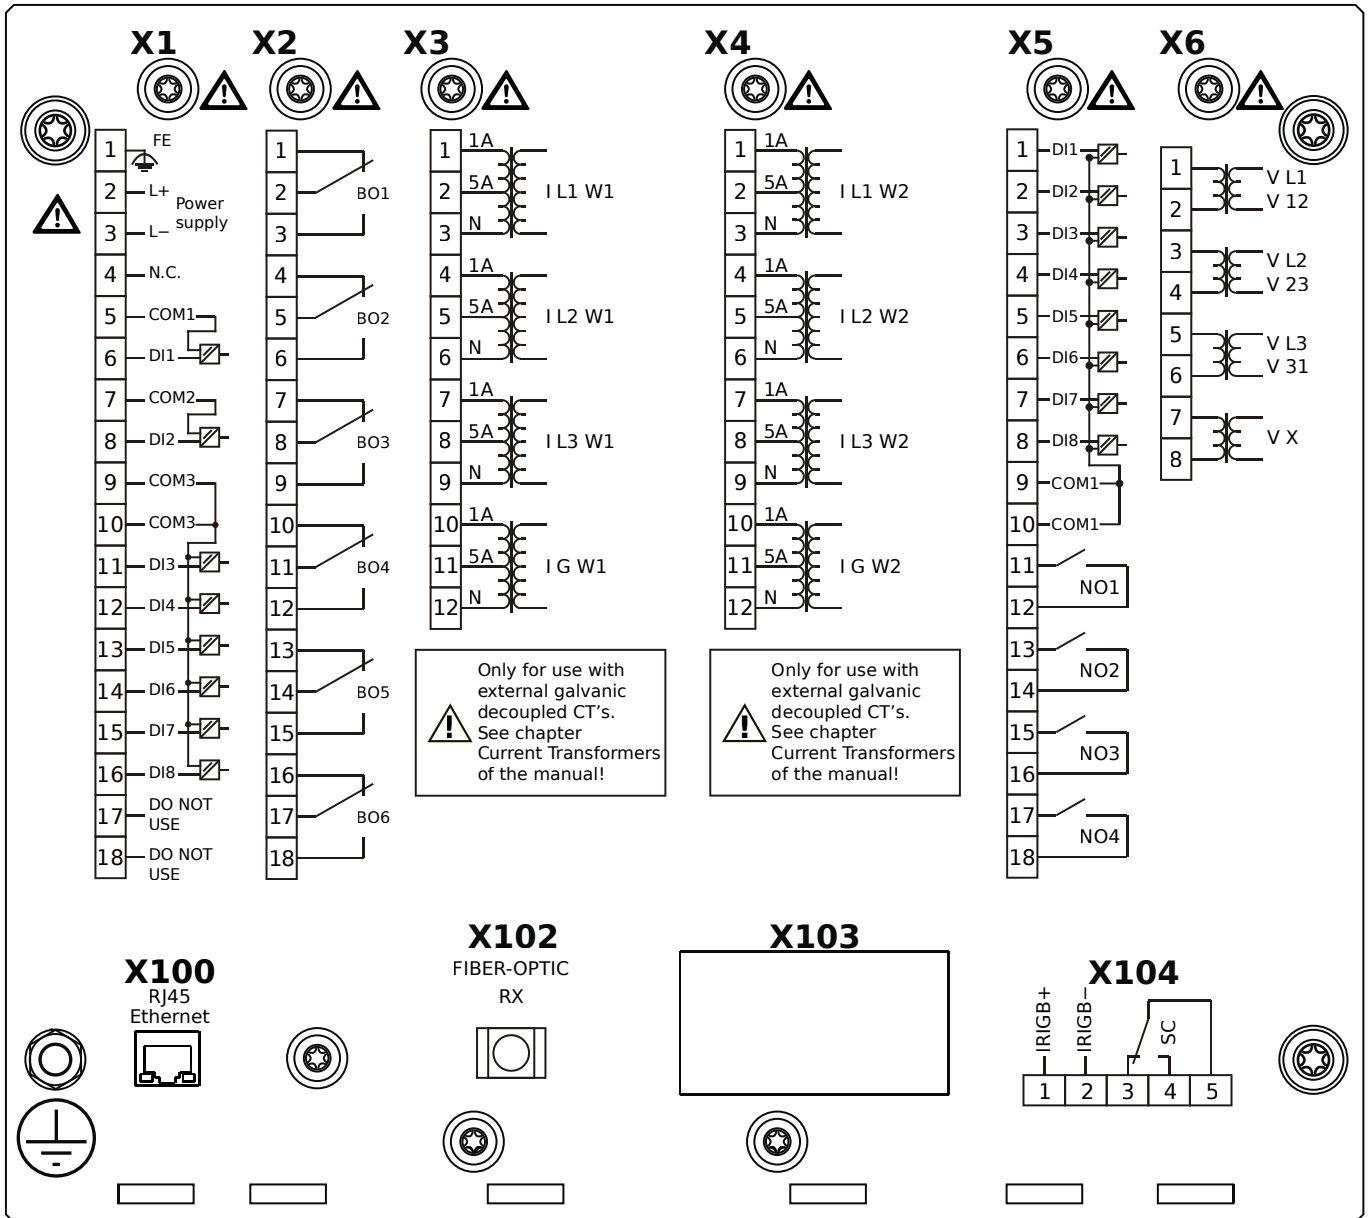 X1
X2
X3
X4
X5
X6
1
FE
2
L+
Power
supply
3
L−
4
N.C.
5
COM1
6
DI1
7
COM2
8
DI2
9
COM3
10
COM3
11
DI3
12
DI4
13
DI5
14
DI6
15
DI7
16
DI8
17
DO NOT
USE
18
DO NOT
USE
1
2
BO1
3
4
5
BO2
6
7
8
BO3
9
10
11
BO4
12
13
14
BO5
15
16
17
BO6
18
1
1A
2
5A
I L1 W1
3
N
4
1A
5
5A
I L2 W1
6
N
7
1A
8
5A
I L3 W1
9
N
10
1A
11
5A
I G W1
12
N
Only for use with
external galvanic
decoupled CT's.
See chapter
Current Transformers
of the manual!
1
1A
2
5A
I L1 W2
3
N
4
1A
5
5A
I L2 W2
6
N
7
1A
8
5A
I L3 W2
9
N
10
1A
11
5A
I G W2
12
N
Only for use with
external galvanic
decoupled CT's.
See chapter
Current Transformers
of the manual!
1
DI1
2
DI2
3
DI3
4
DI4
5
DI5
6
DI6
7
DI7
8
DI8
9
COM1
10
COM1
11
NO1
12
13
NO2
14
15
NO3
16
17
NO4
18
1
V L1
2
V 12
3
V L2
4
V 23
5
V L3
6
V 31
7
V X
8
X100
RJ45
Ethernet
X102
FIBER-OPTIC
RX
X103
X104
IRIGB+
IRIGB−
SC
1 2 3 4 5